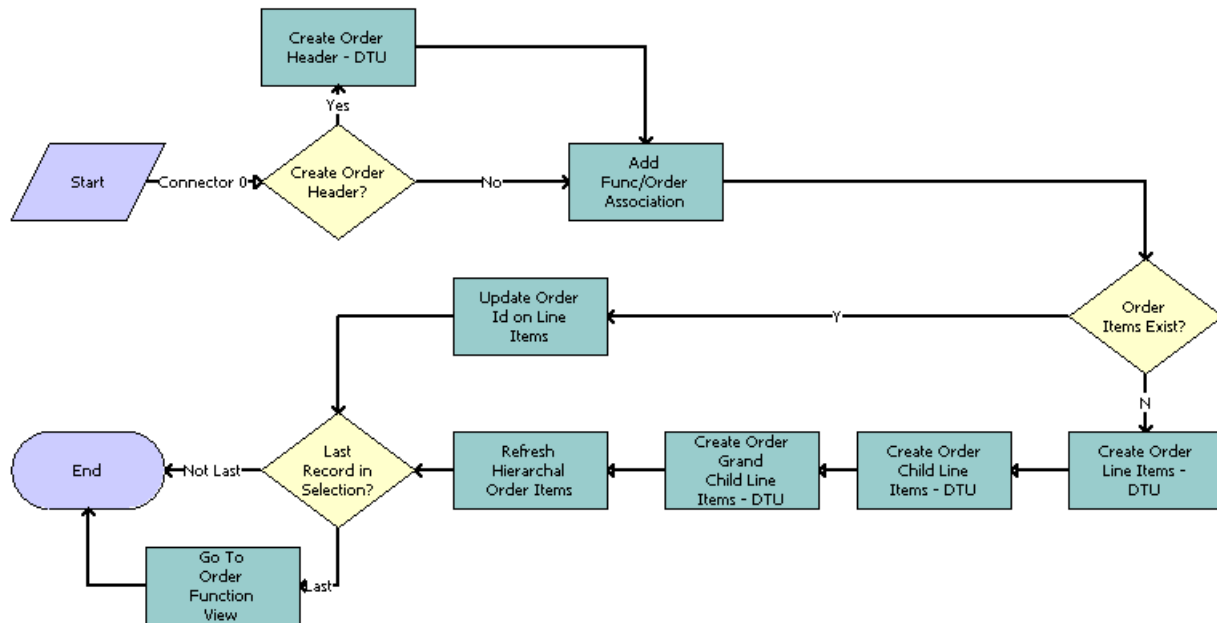 Create Order
Header - DTU
Yes
Start
Connector 0
Create Order
Header?
No
Add
Func/Order
Association
Update Order
Id on Line
Items
Y
Order
Items Exist?
N
End
Not Last
Last
Record in
Selection?
Refresh
Hierarchal
Order Items
Create Order
Grand
Child Line
Items - DTU
Create Order
Child Line
Items - DTU
Create Order
Line Items -
DTU
Go To
Order
Function
View
Last